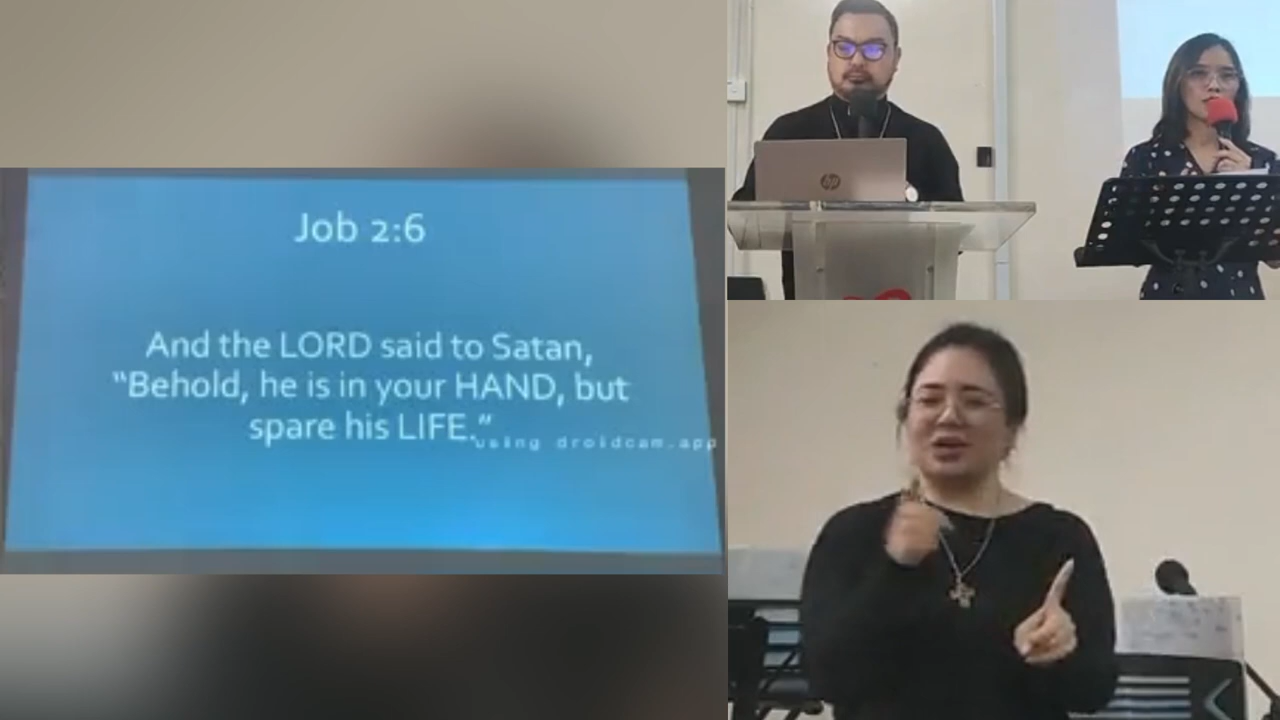 Job 2:6
And the LORD said to Satan,
“Behold, he is in your HAND, but
spare his LIFE.”
using droidcam.app
hp